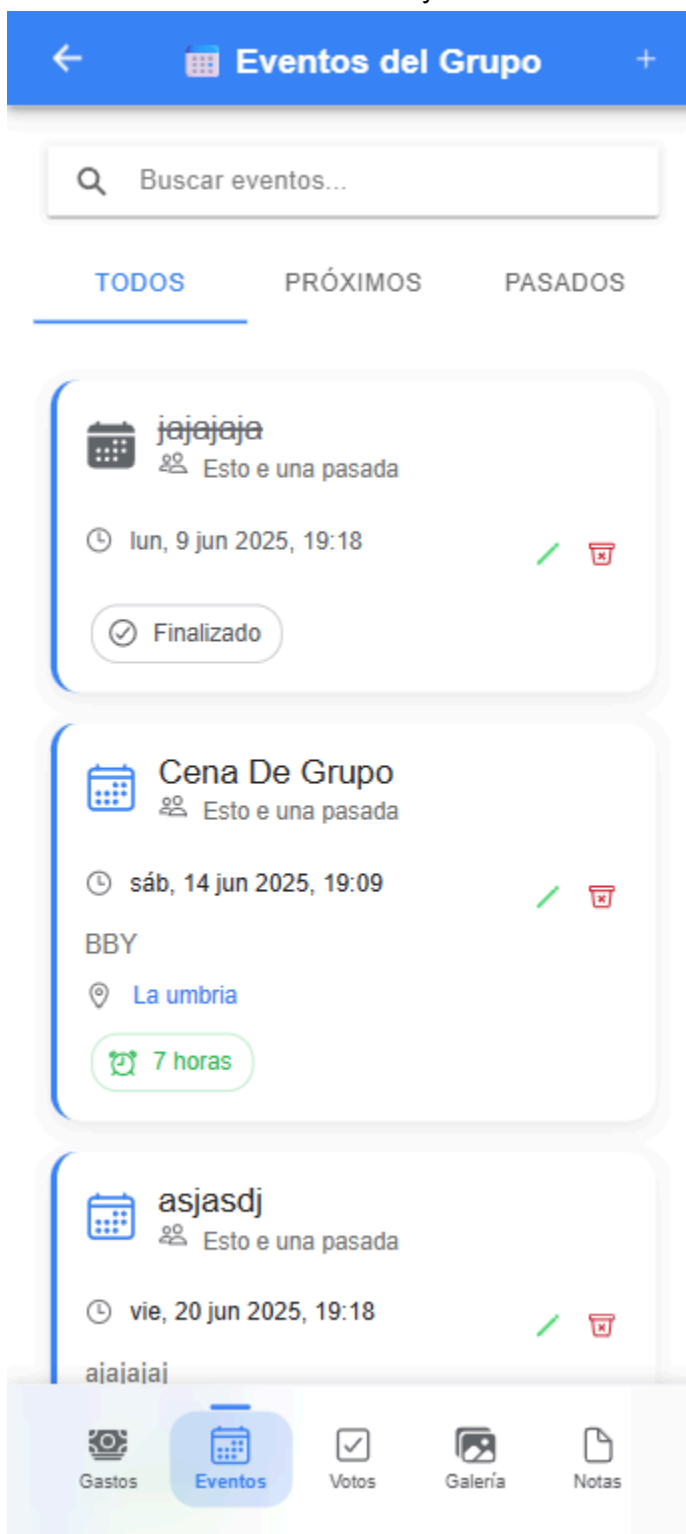 Eventos del Grupo +
Buscar eventos...
TODOS PRÓXIMOS PASADOS
jajajaja
Esto e una pasada
lun, 9 jun 2025, 19:18
Finalizado
Cena De Grupo
Esto e una pasada
sáb, 14 jun 2025, 19:09
BBY
La umbria
7 horas
asjasdj
Esto e una pasada
vie, 20 jun 2025, 19:18
ajajajaj
Gastos Eventos Votos Galería Notas